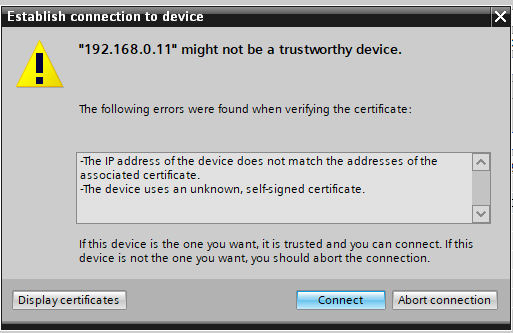 Establish connection to device
"192.168.0.11" might not be a trustworthy device.
The following errors were found when verifying the certificate:
-The IP address of the device does not match the addresses of the
associated certificate.
-The device uses an unknown, self-signed certificate.
If this device is the one you want, it is trusted and you can connect. If this
device is not the one you want, you should abort the connection.
Display certificates
Connect
Abort connection